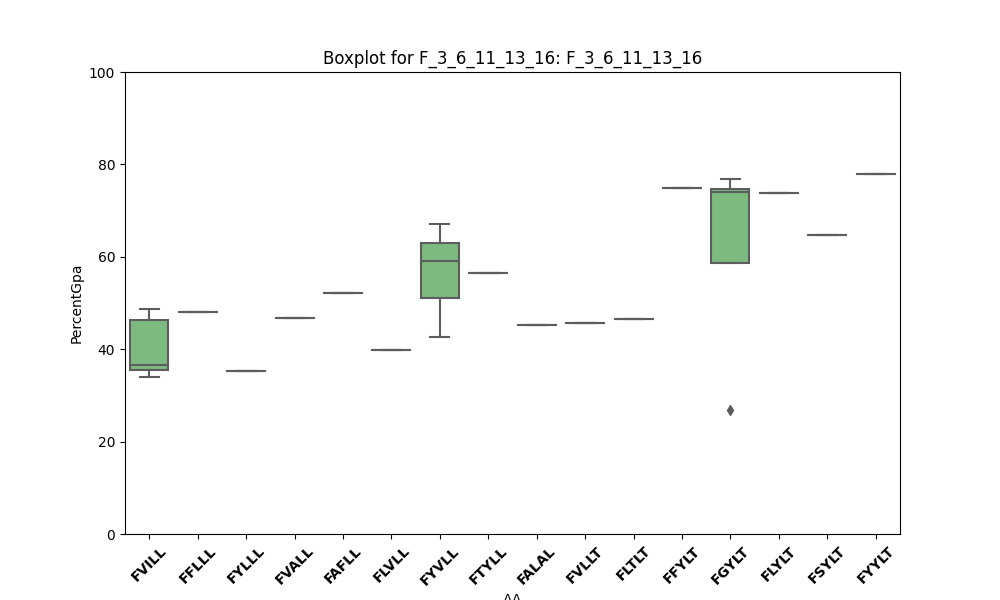 Boxplot for F_3_6_11_13_16: F_3_6_11_13_16
PercentGpa
100
80
60
40
20
0
FVILL
FFLLL
FYLLL
FVALL
FAFLL
FLVLL
FYVLL
FTYLL
FALAL
FVLLT
FLTLT
FFYLT
FGYLT
FLYLT
FSYLT
FYYLT
AA